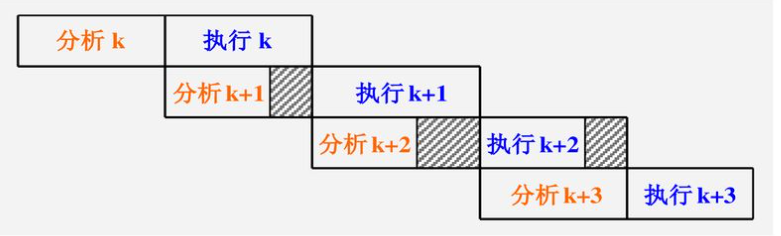 分析 k 执行 k
分析 k+1 执行 k+1
分析 k+2 执行 k+2
分析 k+3 执行 k+3